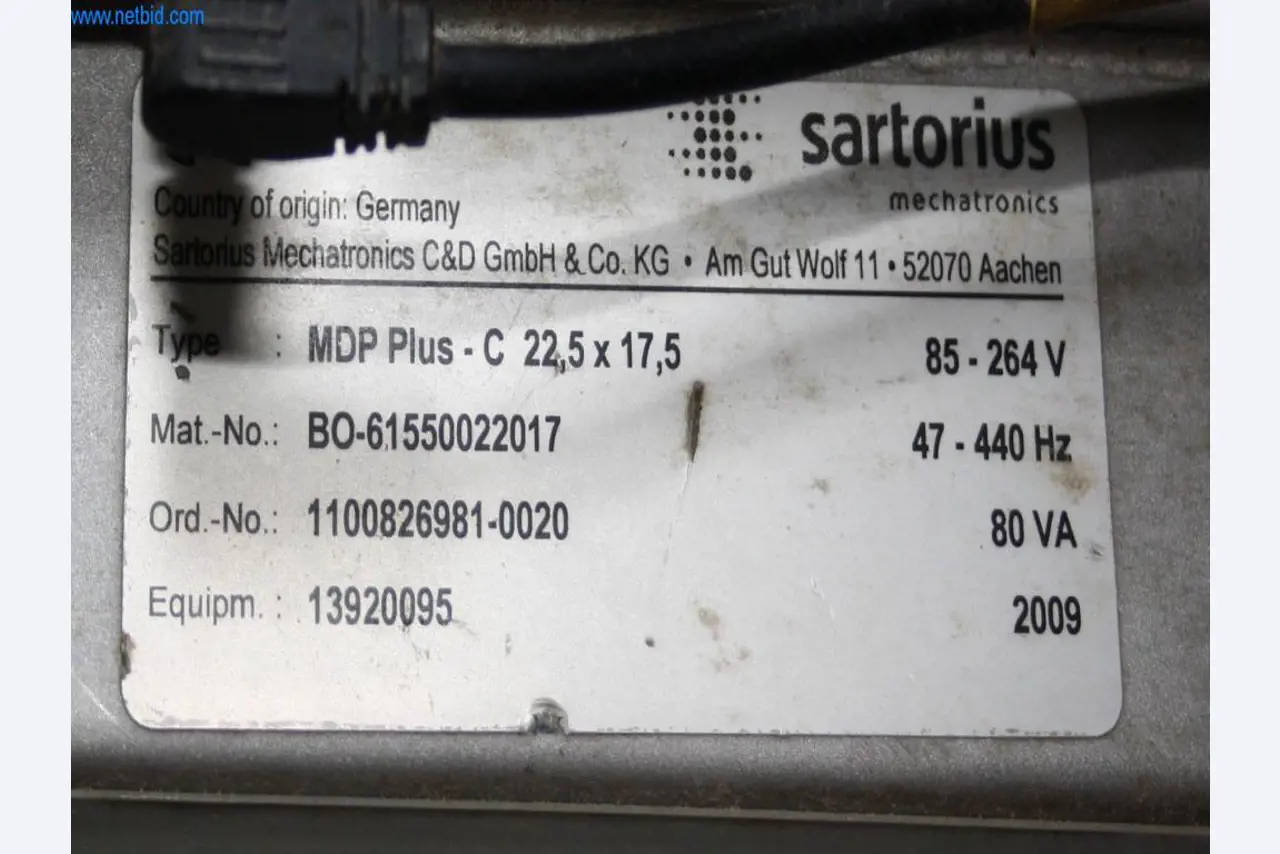 www.netbid.com
sartorius
mechatronics
Country of origin: Germany
Sartorius Mechatronics C&D GmbH & Co. KG • Am Gut Wolf 11 • 52070 Aachen
Type : MDP Plus - C 22,5 x 17,5 85 - 264 V
Mat.-No.: BO-61550022017 47 - 440 Hz
Ord.-No.: 1100826981-0020 80 VA
Equipm. : 13920095 2009